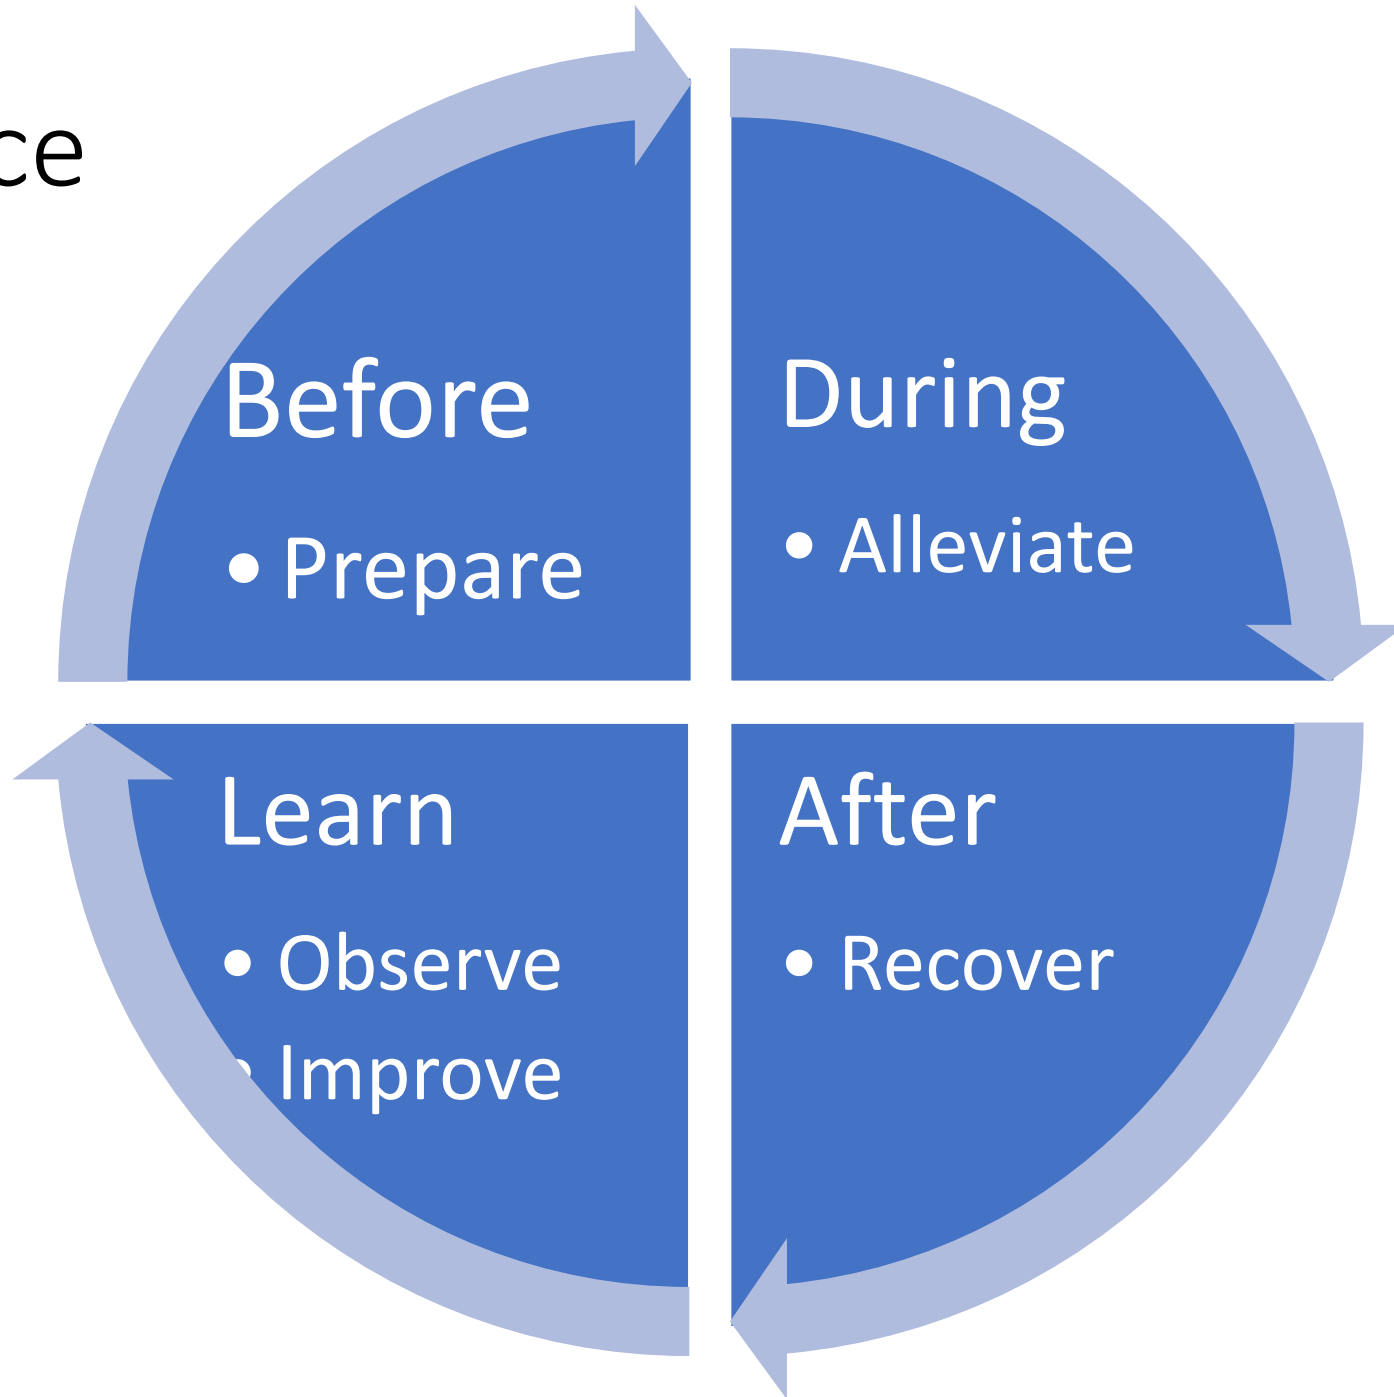 ce
Before
• Prepare
During
• Alleviate
Learn
• Observe
• Improve
After
• Recover